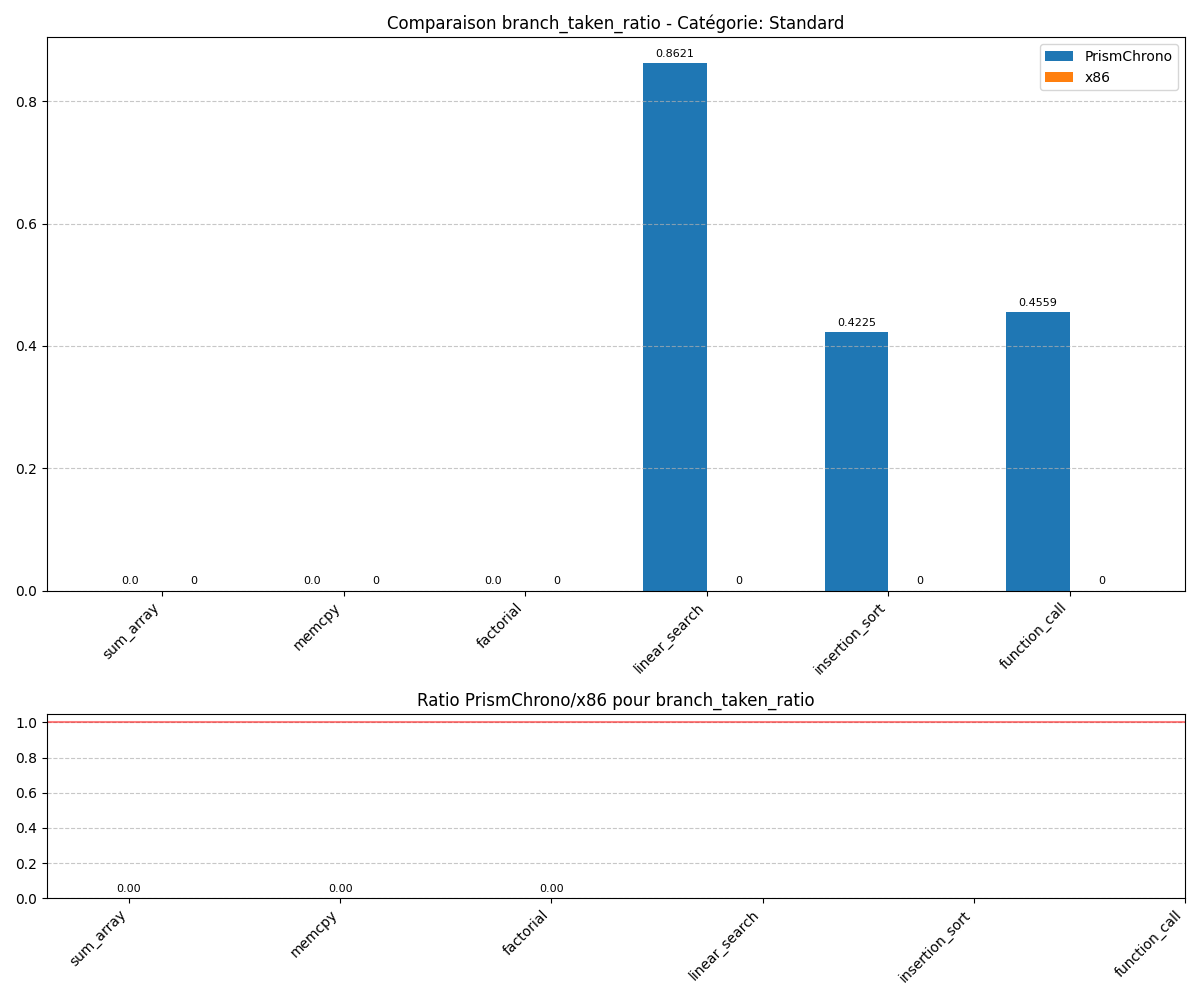 Comparaison branch_taken_ratio - Catégorie: Standard
PrismChrono
x86
0.8
0.6
0.4
0.2
0.0
0.0
0
0.0
0
0.0
0
0.8621
0
0.4225
0
0.4559
0
sum_array
memcpy
factorial
linear_search
insertion_sort
function_call
Ratio PrismChrono/x86 pour branch_taken_ratio
1.0
0.8
0.6
0.4
0.2
0.0
0.00
0.00
0.00
sum_array
memcpy
factorial
linear_search
insertion_sort
function_call